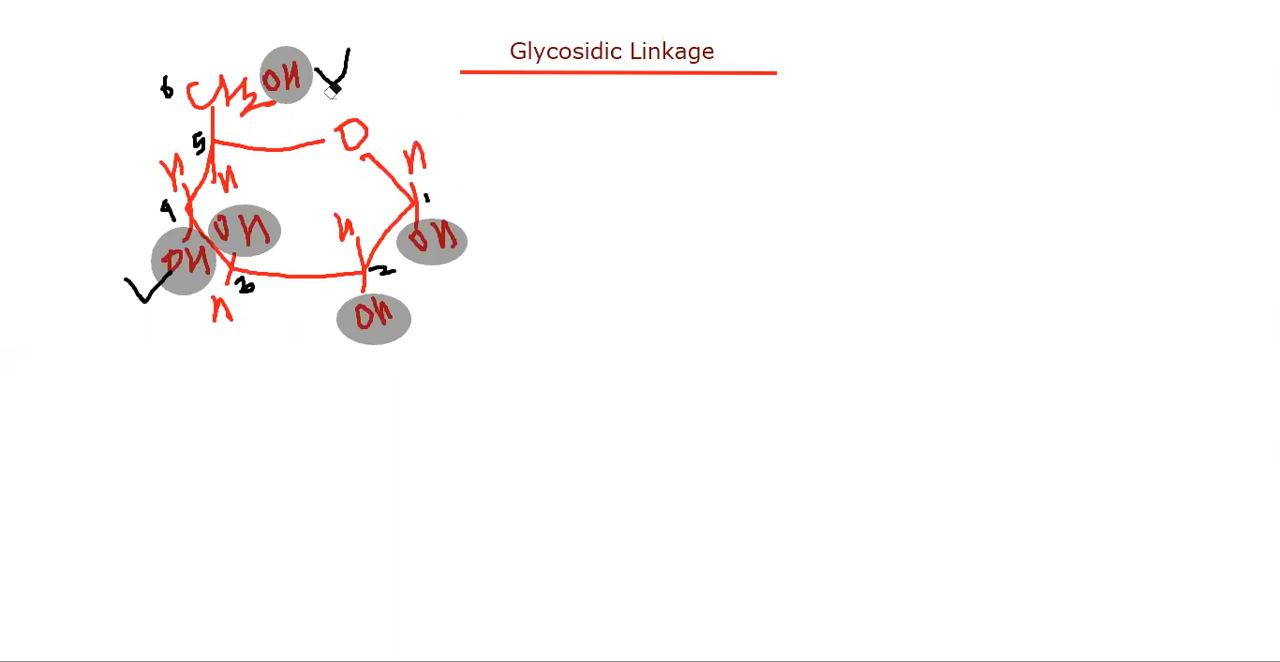 Glycosidic Linkage
6 CH2 OH
5 O
H H H
1
4 OH H
OH OH
2
3
H OH